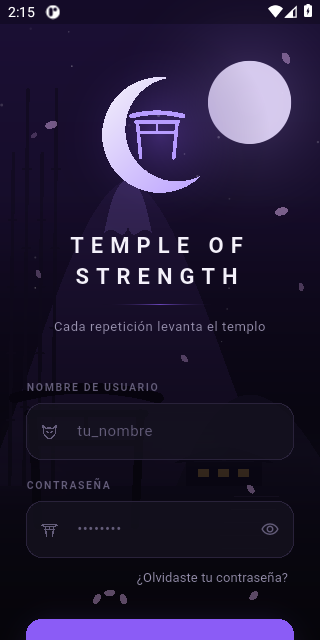 2:15
TEMPLE OF
STRENGTH
Cada repetición levanta el templo
NOMBRE DE USUARIO
tu_nombre
CONTRASEÑA
••••••••
¿Olvidaste tu contraseña?